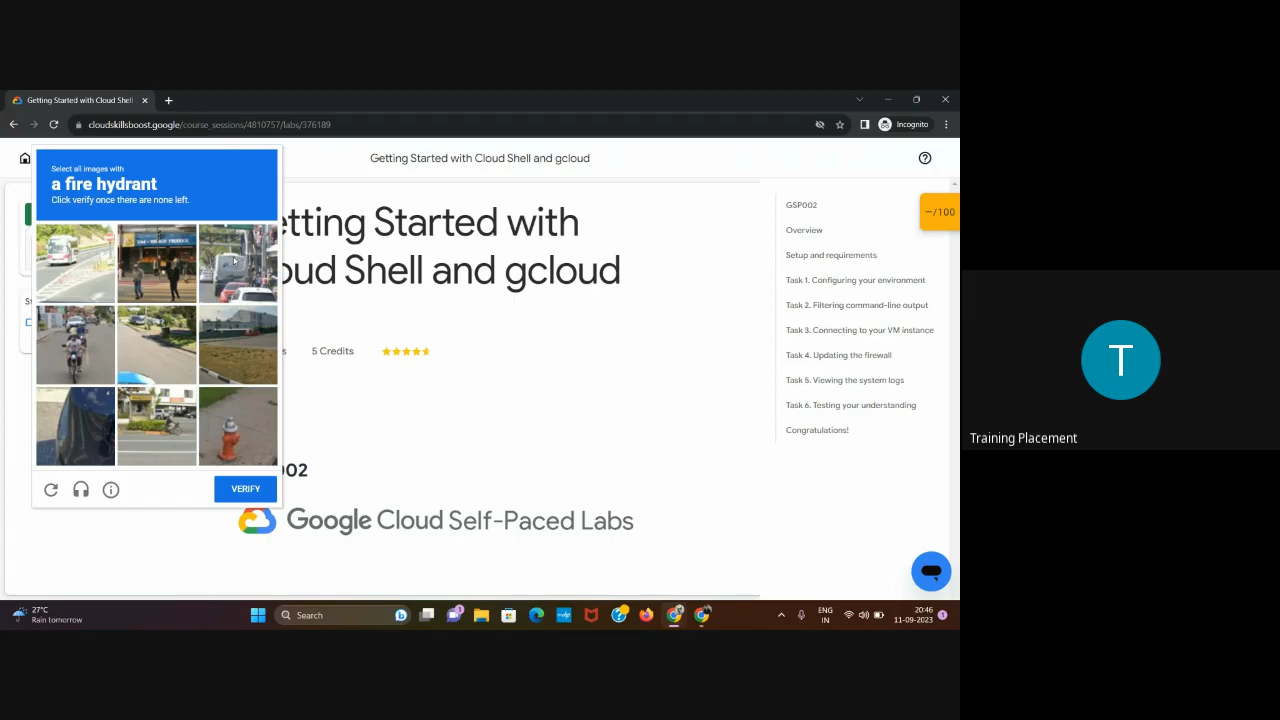 Getting Started with Cloud Shell
cloudskillsboost.google/course_sessions/4810757/labs/376189
Incognito
Getting Started with Cloud Shell and gcloud
Select all images with
a fire hydrant
Click verify once there are none left.
VERIFY
etting Started with
oud Shell and gcloud
St
s
5 Credits
02
Google Cloud Self-Paced Labs
GSP002
Overview
Setup and requirements
Task 1. Configuring your environment
Task 2. Filtering command-line output
Task 3. Connecting to your VM instance
Task 4. Updating the firewall
Task 5. Viewing the system logs
Task 6. Testing your understanding
Congratulations!
–/100
T
Training Placement
27°C
Rain tomorrow
Search
ENG
IN
20:46
11-09-2023